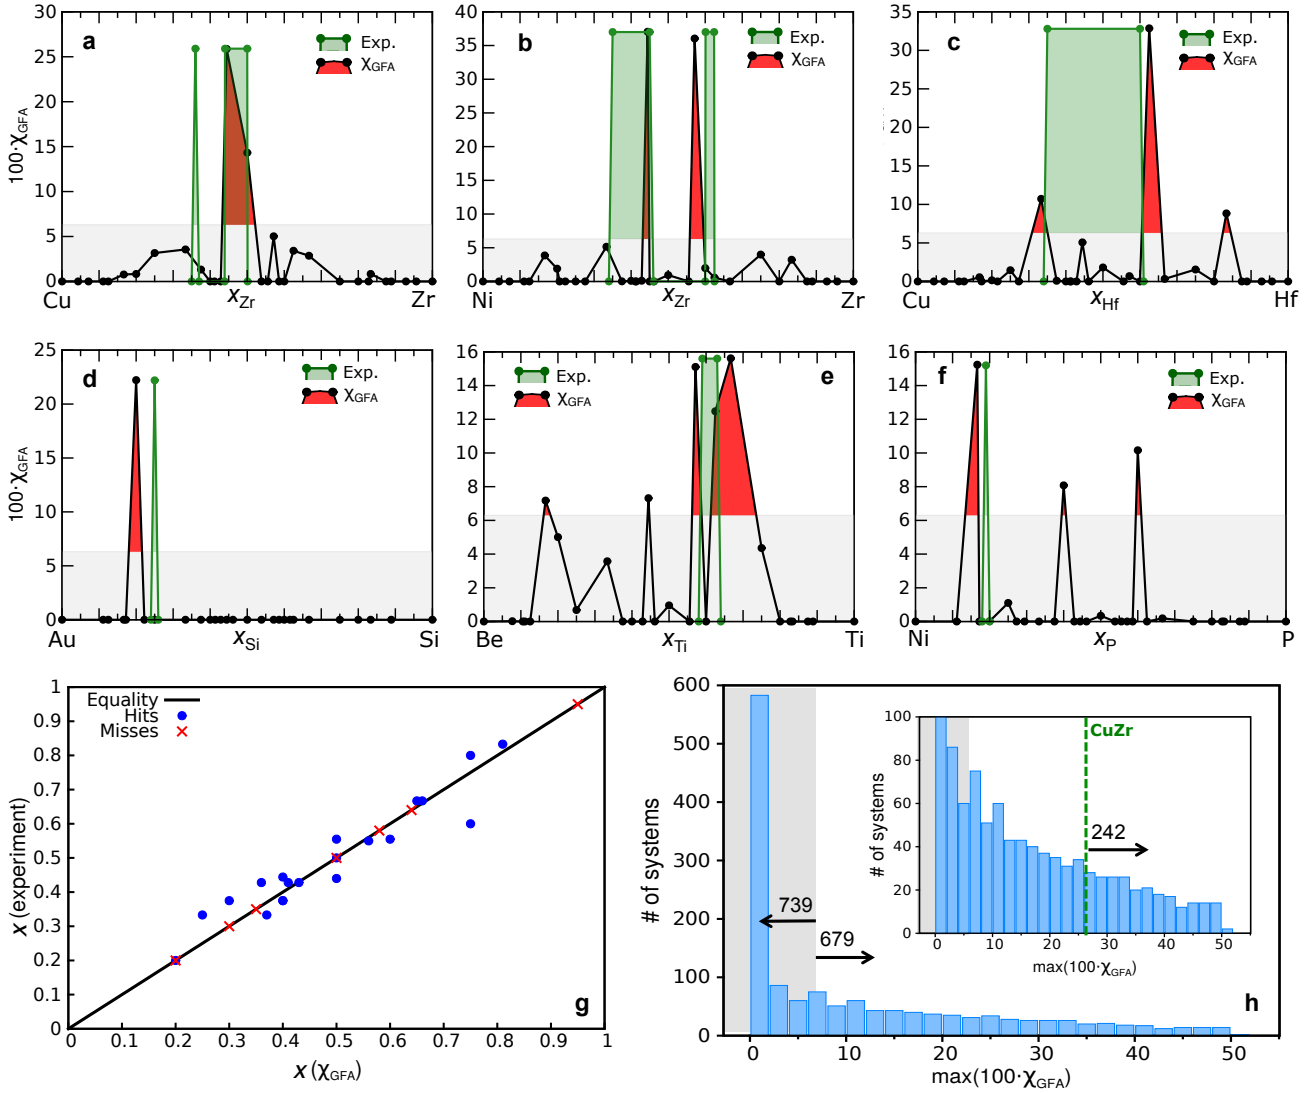 a
Exp.
χGFA
100·χGFA
30
25
20
15
10
5
0
Cu
xZr
Zr
b
Exp.
χGFA
40
35
30
25
20
15
10
5
0
Ni
xZr
Zr
c
Exp.
χGFA
35
30
25
20
15
10
5
0
Cu
xHf
Hf
d
Exp.
χGFA
100·χGFA
25
20
15
10
5
0
Au
xSi
Si
e
Exp.
χGFA
16
14
12
10
8
6
4
2
0
Be
xTi
Ti
f
Exp.
χGFA
16
14
12
10
8
6
4
2
0
Ni
xP
P
Equality
Hits
Misses
x (experiment)
1
0.9
0.8
0.7
0.6
0.5
0.4
0.3
0.2
0.1
0
g
0 0.1 0.2 0.3 0.4 0.5 0.6 0.7 0.8 0.9 1
x (χGFA)
# of systems
600
500
400
300
200
100
0
739
679
h
0 10 20 30 40 50
max(100·χGFA)
# of systems
100
80
60
40
20
0
CuZr
242
0 10 20 30 40 50
max(100·χGFA)